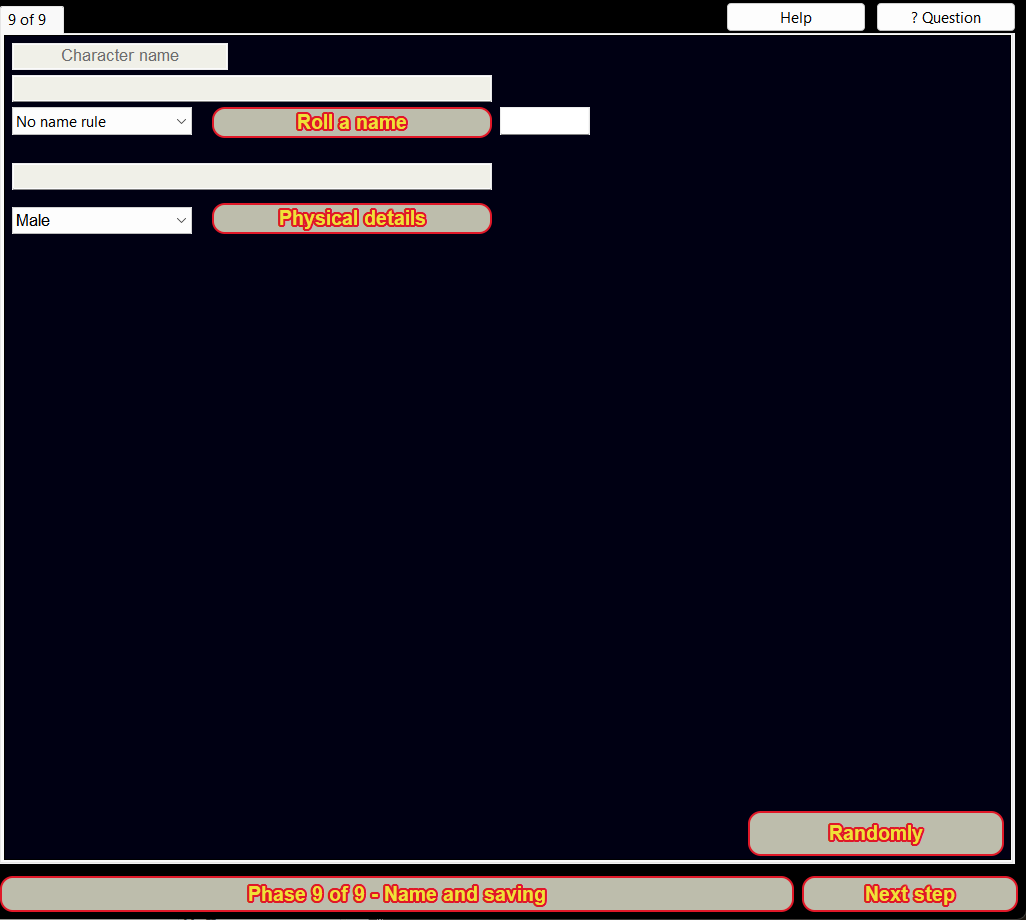 9 of 9
Help
? Question
Character name
No name rule
Roll a name
Male
Physical details
Randomly
Phase 9 of 9 - Name and saving
Next step